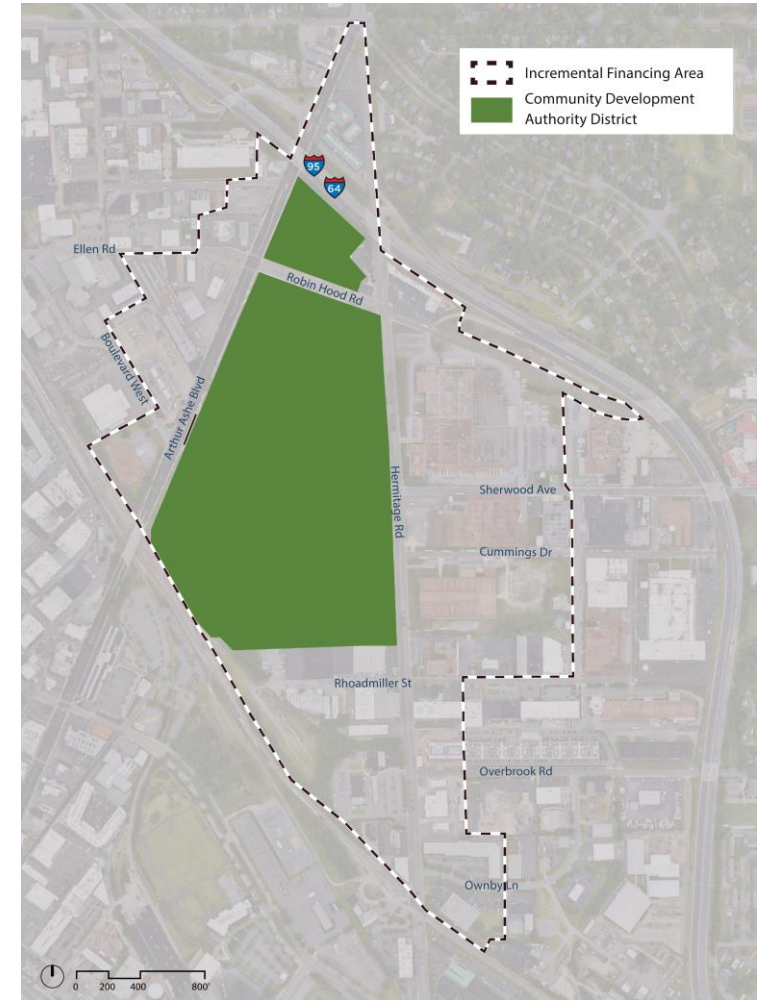 Incremental Financing Area
Community Development
Authority District
95
64
Ellen Rd
Robin Hood Rd
Boulevard West
Arthur Ashe Blvd
Hermitage Rd
Sherwood Ave
Cummings Dr
Rhoadmiller St
Overbrook Rd
Ownby Ln
0 200 400 800'